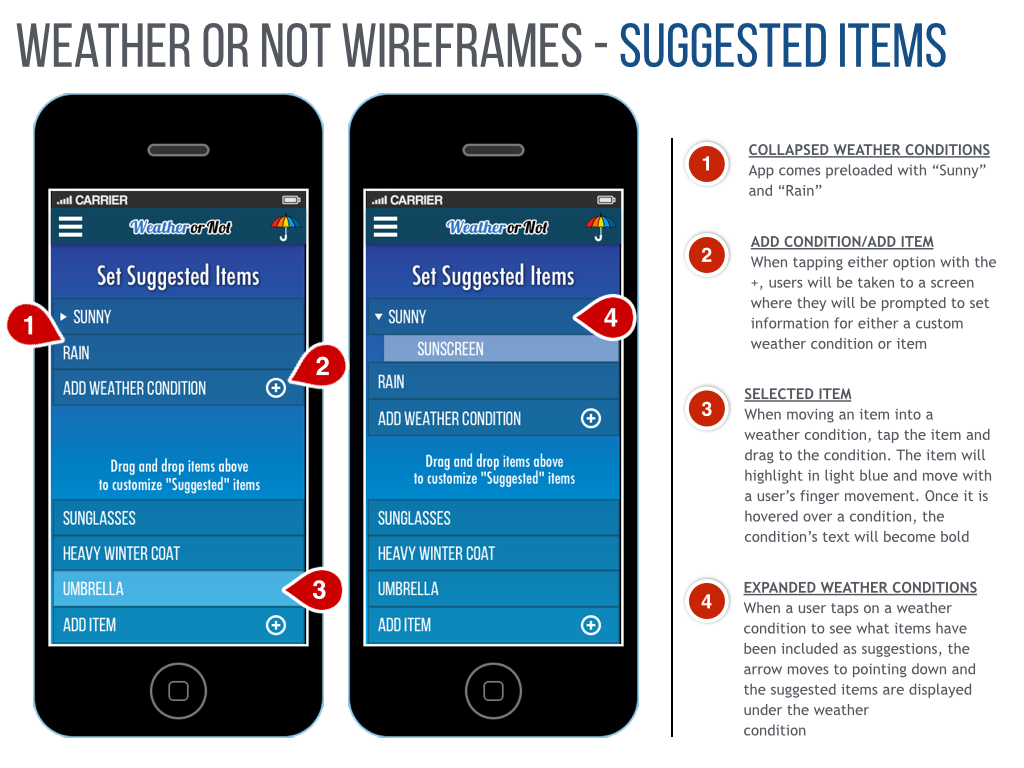 WEATHER OR NOT WIREFRAMES - SUGGESTED ITEMS
CARRIER
Weather or Not
Set Suggested Items
SUNNY
1
RAIN
2
ADD WEATHER CONDITION
Drag and drop items above
to customize "Suggested" items
SUNGLASSES
HEAVY WINTER COAT
UMBRELLA
3
ADD ITEM
CARRIER
Weather or Not
Set Suggested Items
SUNNY
4
SUNSCREEN
RAIN
ADD WEATHER CONDITION
Drag and drop items above
to customize "Suggested" items
SUNGLASSES
HEAVY WINTER COAT
UMBRELLA
ADD ITEM
1
COLLAPSED WEATHER CONDITIONS
App comes preloaded with “Sunny”
and “Rain”
2
ADD CONDITION/ADD ITEM
When tapping either option with the
+, users will be taken to a screen
where they will be prompted to set
information for either a custom
weather condition or item
3
SELECTED ITEM
When moving an item into a
weather condition, tap the item and
drag to the condition. The item will
highlight in light blue and move with
a user’s finger movement. Once it is
hovered over a condition, the
condition’s text will become bold
4
EXPANDED WEATHER CONDITIONS
When a user taps on a weather
condition to see what items have
been included as suggestions, the
arrow moves to pointing down and
the suggested items are displayed
under the weather
condition